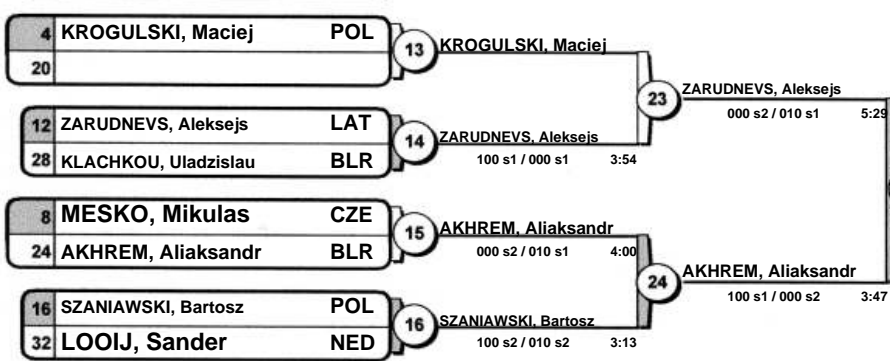 4 KROGULSKI, Maciej POL
20
13
KROGULSKI, Maciej
12 ZARUDNEVS, Aleksejs LAT
28 KLACHKOU, Uladzislau BLR
14
ZARUDNEVS, Aleksejs
100 s1 / 000 s1 3:54
23
ZARUDNEVS, Aleksejs
000 s2 / 010 s1 5:29
8 MESKO, Mikulas CZE
24 AKHREM, Aliaksandr BLR
15
AKHREM, Aliaksandr
000 s2 / 010 s1 4:00
16 SZANIAWSKI, Bartosz POL
32 LOOIJ, Sander NED
16
SZANIAWSKI, Bartosz
100 s2 / 010 s2 3:13
24
AKHREM, Aliaksandr
100 s1 / 000 s2 3:47